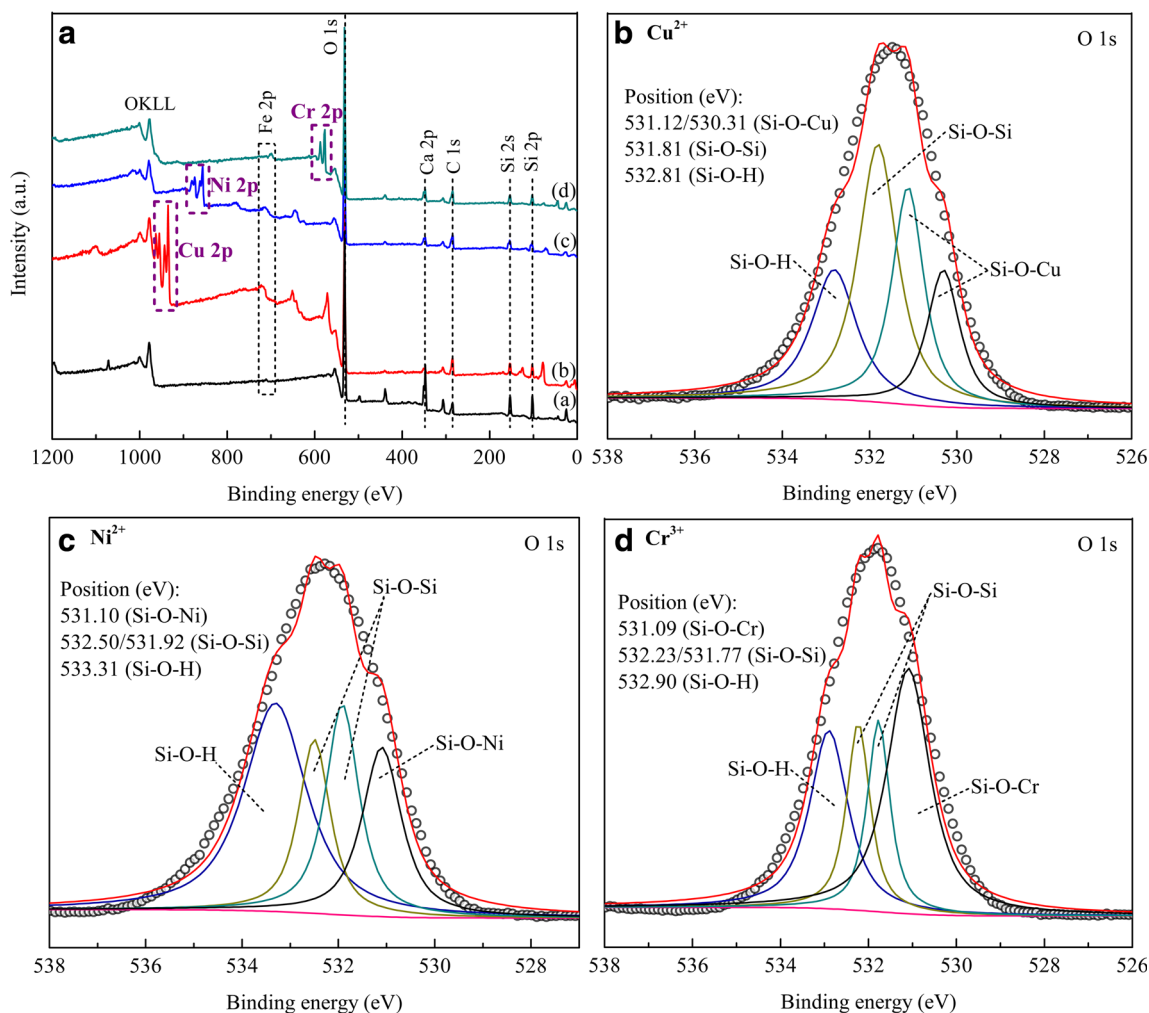 a
O 1s
OKLL
Fe 2p
Cr 2p
Ca 2p
C 1s
Si 2s
Si 2p
Ni 2p
Cu 2p
(d)
(c)
(b)
(a)
Intensity (a.u.)
1200 1000 800 600 400 200 0
Binding energy (eV)
b Cu²⁺
O 1s
Position (eV):
531.12/530.31 (Si-O-Cu)
531.81 (Si-O-Si)
532.81 (Si-O-H)
Si-O-Si
Si-O-H
Si-O-Cu
538 536 534 532 530 528 526
Binding energy (eV)
c Ni²⁺
O 1s
Position (eV):
531.10 (Si-O-Ni)
532.50/531.92 (Si-O-Si)
533.31 (Si-O-H)
Si-O-Si
Si-O-H
Si-O-Ni
538 536 534 532 530 528
Binding energy (eV)
d Cr³⁺
O 1s
Position (eV):
531.09 (Si-O-Cr)
532.23/531.77 (Si-O-Si)
532.90 (Si-O-H)
Si-O-Si
Si-O-H
Si-O-Cr
538 536 534 532 530 528 526
Binding energy (eV)